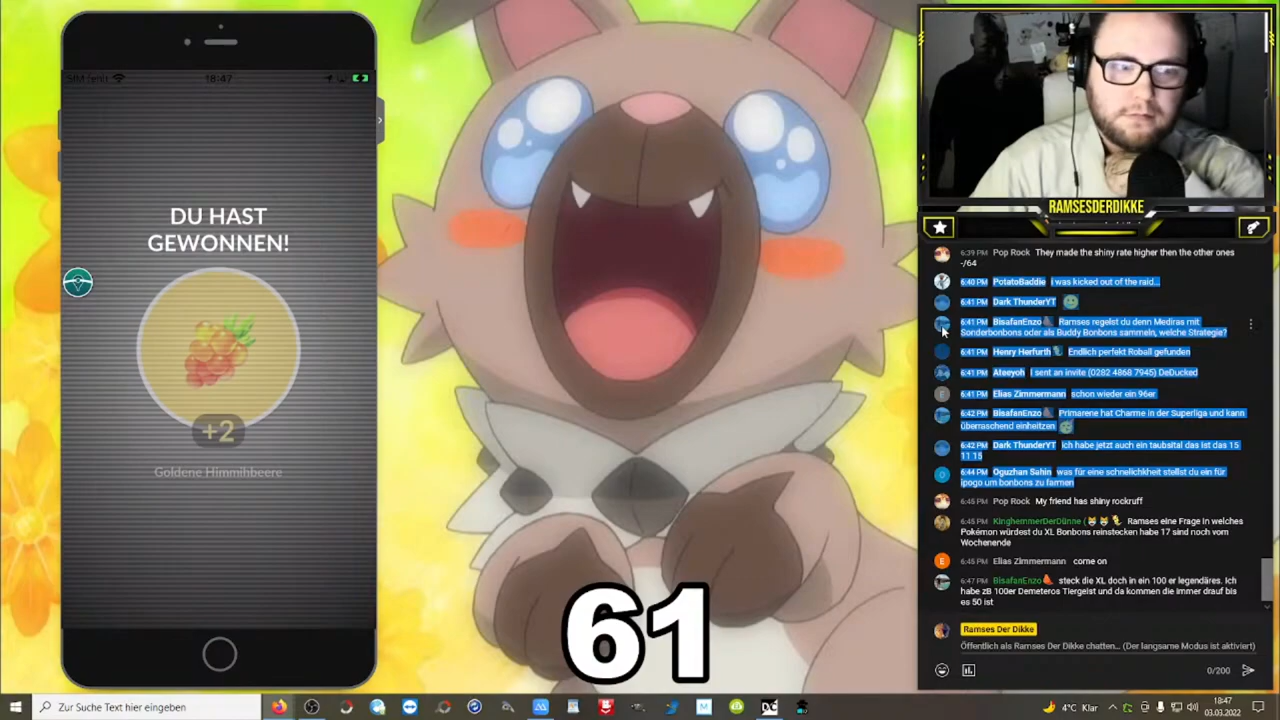 SIM fehlt
18:47
DU HAST
GEWONNEN!
+2
Goldene Himmihbeere
61
RAMSESDERDIKKE
6:39 PM Pop Rock They made the shiny rate higher then the other ones
-/64
6:40 PM PotatoBaddie I was kicked out of the raid...
6:41 PM Dark ThunderYT
6:41 PM BisafanEnzo Ramses regelst du denn Mediras mit
Sonderbonbons oder als Buddy Bonbons sammeln, welche Strategie?
6:41 PM Henry Herfurth Endlich perfekt Roball gefunden
6:41 PM Ateeyoh I sent an invite (0282 4868 7945) DeDucked
6:41 PM Elias Zimmermann schon wieder ein 96er
6:42 PM BisafanEnzo Primarene hat Charme in der Superliga und kann
überraschend einheitzen
6:42 PM Dark ThunderYT Ich habe jetzt auch ein taubsital das ist das 15
11 15
6:44 PM Oguzhan Sahin was für eine schnelichkheit stellst du ein für
ipogo um bonbons zu farmen
6:45 PM Pop Rock My friend has shiny rockruff
6:45 PM KinghemmerDerDünne ( Ramses eine Frage in welches
Pokémon würdest du XL Bonbons reinstecken habe 17 sind noch vom
Wochenende
6:45 PM Elias Zimmermann come on
6:47 PM BisafanEnzo steck die XL doch in ein 100 er legendäres. Ich
habe zB 100er Demeteros Tiergeist und da kommen die immer drauf bis
es 50 ist
Ramses Der Dikke
Öffentlich als Ramses Der Dikke chatten... (Der langsame Modus ist activiert)
0/200
Zur Suche Text hier eingeben
DC
4°C Klar
18:47
03.03.2022